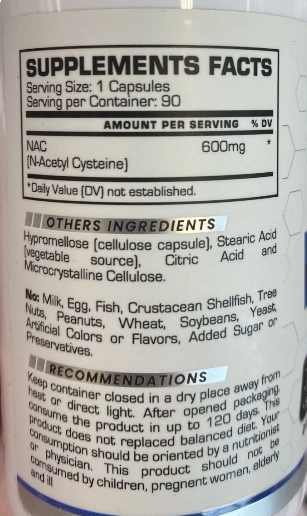 SUPPLEMENTS FACTS
Serving Size: 1 Capsules
Serving per Container: 90
AMOUNT PER SERVING % DV
NAC 600mg *
(N-Acetyl Cysteine)
*Daily Value (DV) not established.
OTHERS INGREDIENTS
Hypromellose (cellulose capsule), Stearic Acid
(vegetable source), Citric Acid and
Microcrystalline Cellulose.
No: Milk, Egg, Fish, Crustacean Shellfish, Tree
Nuts, Peanuts, Wheat, Soybeans, Yeast,
Artificial Colors or Flavors, Added Sugar or
Preservatives.
RECOMMENDATIONS
Keep container closed in a dry place away from
heat or direct light. After opened packaging,
consume the product in up to 120 days. This
product does not replaced balanced diet. Your
consumption should be oriented by a nutritionist
or physician. This product should not be
comsumed by children, pregnent women, elderly
and ill